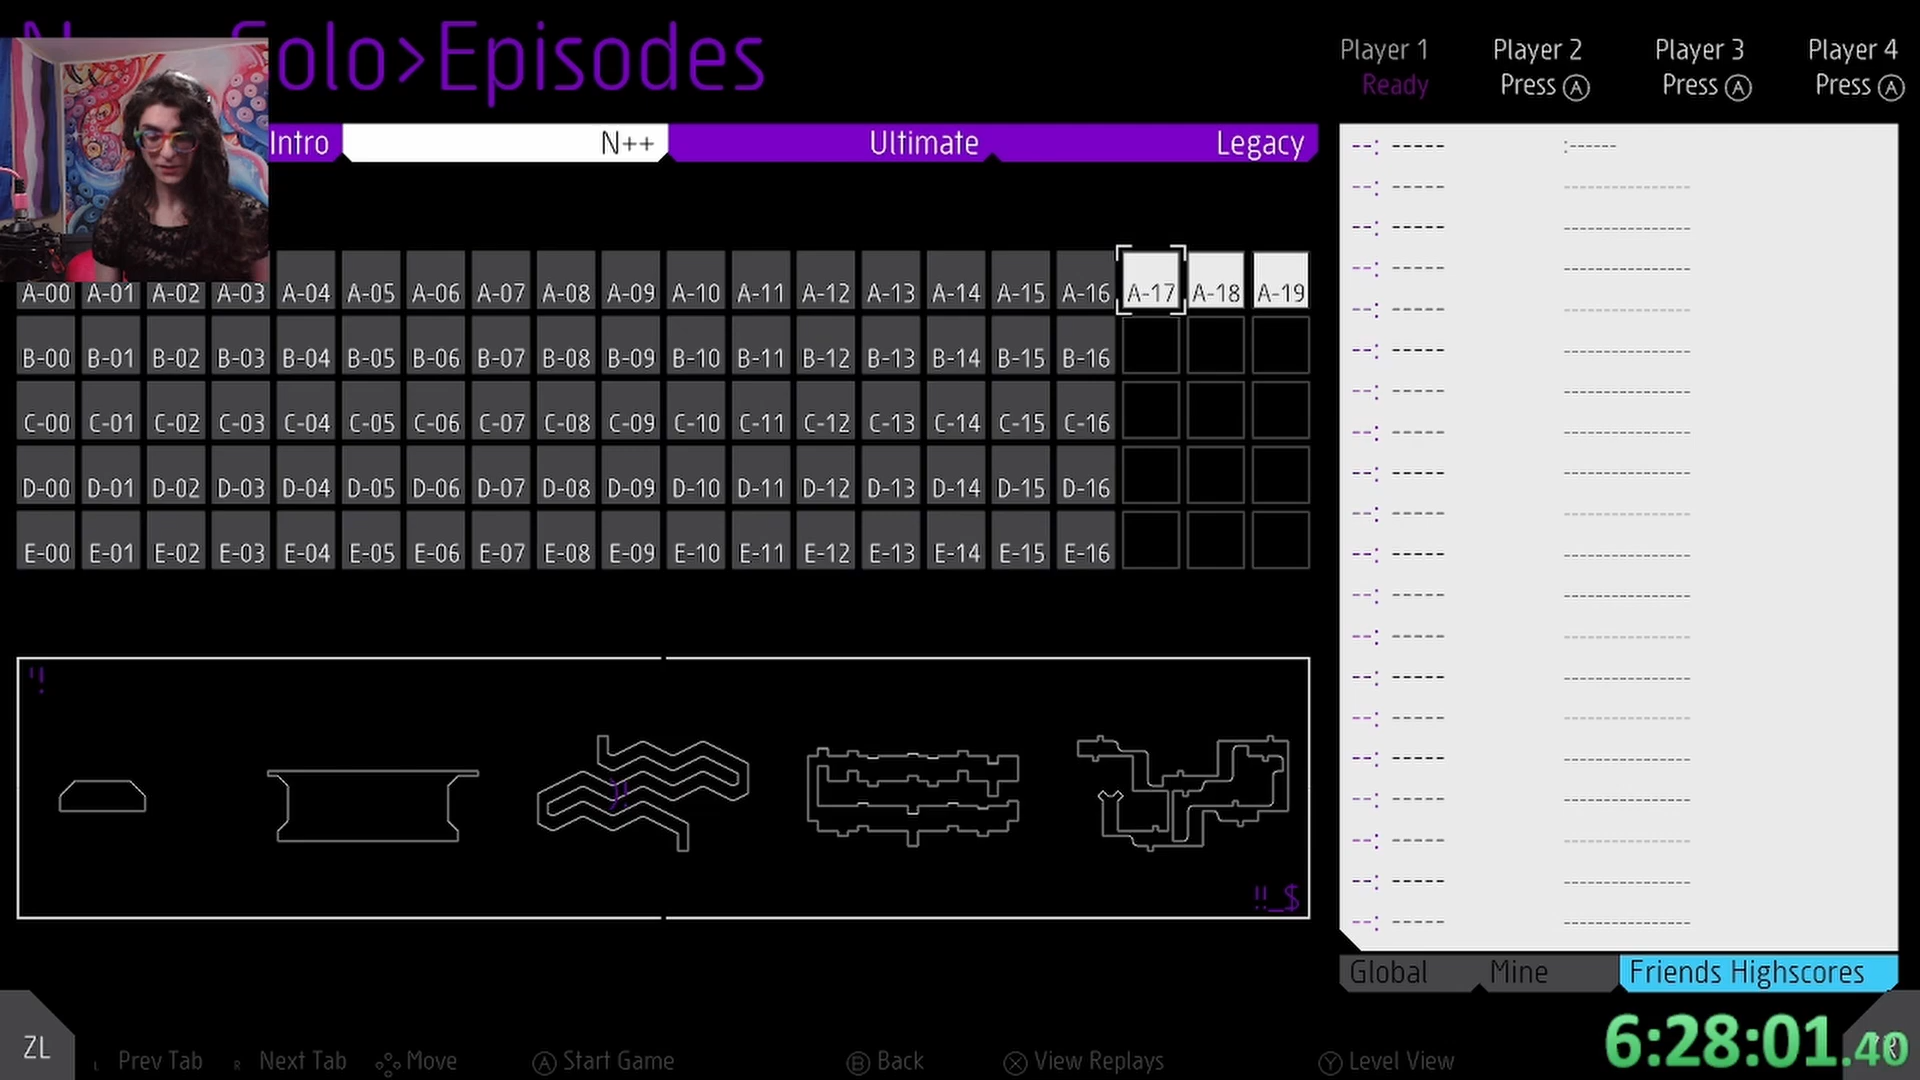 Solo>Episodes
Player 1
Ready
Player 2
Press A
Player 3
Press A
Player 4
Press A
Intro
N++
Ultimate
Legacy
A-00 A-01 A-02 A-03 A-04 A-05 A-06 A-07 A-08 A-09 A-10 A-11 A-12 A-13 A-14 A-15 A-16 A-17 A-18 A-19
B-00 B-01 B-02 B-03 B-04 B-05 B-06 B-07 B-08 B-09 B-10 B-11 B-12 B-13 B-14 B-15 B-16
C-00 C-01 C-02 C-03 C-04 C-05 C-06 C-07 C-08 C-09 C-10 C-11 C-12 C-13 C-14 C-15 C-16
D-00 D-01 D-02 D-03 D-04 D-05 D-06 D-07 D-08 D-09 D-10 D-11 D-12 D-13 D-14 D-15 D-16
E-00 E-01 E-02 E-03 E-04 E-05 E-06 E-07 E-08 E-09 E-10 E-11 E-12 E-13 E-14 E-15 E-16
Global
Mine
Friends Highscores
6:28:01.40
ZL
L Prev Tab
R Next Tab
Move
A Start Game
B Back
X View Replays
Y Level View